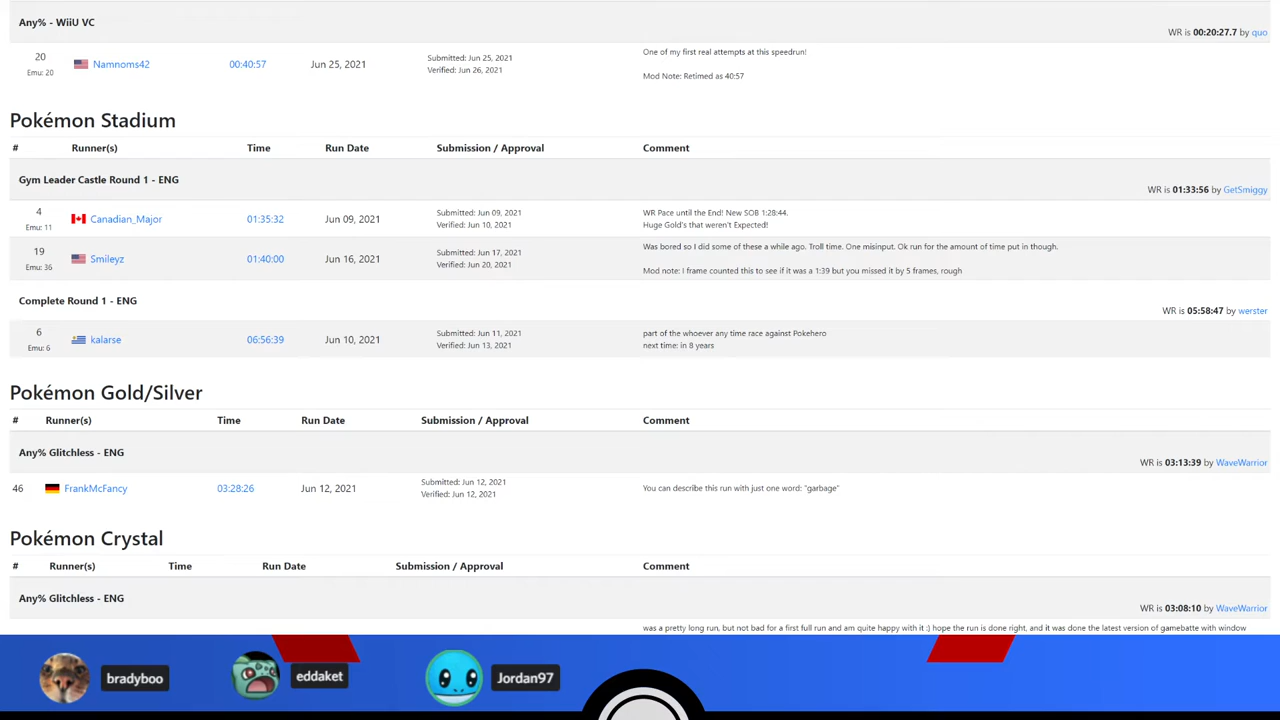 Any% - WiiU VC
WR is 00:20:27.7 by quo
20
Emu: 20
Namnoms42
00:40:57
Jun 25, 2021
Submitted: Jun 25, 2021
Verified: Jun 26, 2021
One of my first real attempts at this speedrun!
Mod Note: Retimed as 40:57
Pokémon Stadium
# Runner(s) Time Run Date Submission / Approval Comment
Gym Leader Castle Round 1 - ENG
WR is 01:33:56 by GetSmiggy
4
Emu: 11
Canadian_Major
01:35:32
Jun 09, 2021
Submitted: Jun 09, 2021
Verified: Jun 10, 2021
WR Pace until the End! New SOB 1:28:44.
Huge Gold's that weren't Expected!
19
Emu: 36
Smileyz
01:40:00
Jun 16, 2021
Submitted: Jun 17, 2021
Verified: Jun 20, 2021
Was bored so I did some of these a while ago. Troll time. One misinput. Ok run for the amount of time put in though.
Mod note: I frame counted this to see if it was a 1:39 but you missed it by 5 frames, rough
Complete Round 1 - ENG
WR is 05:58:47 by werster
6
Emu: 6
kalarse
06:56:39
Jun 10, 2021
Submitted: Jun 11, 2021
Verified: Jun 13, 2021
part of the whoever any time race against Pokehero
next time: in 8 years
Pokémon Gold/Silver
# Runner(s) Time Run Date Submission / Approval Comment
Any% Glitchless - ENG
WR is 03:13:39 by WaveWarrior
46
FrankMcFancy
03:28:26
Jun 12, 2021
Submitted: Jun 12, 2021
Verified: Jun 12, 2021
You can describe this run with just one word: "garbage"
Pokémon Crystal
# Runner(s) Time Run Date Submission / Approval Comment
Any% Glitchless - ENG
WR is 03:08:10 by WaveWarrior
was a pretty long run, but not bad for a first full run and am quite happy with it :) hope the run is done right, and it was done the latest version of gamebatte with window
bradyboo
eddaket
Jordan97